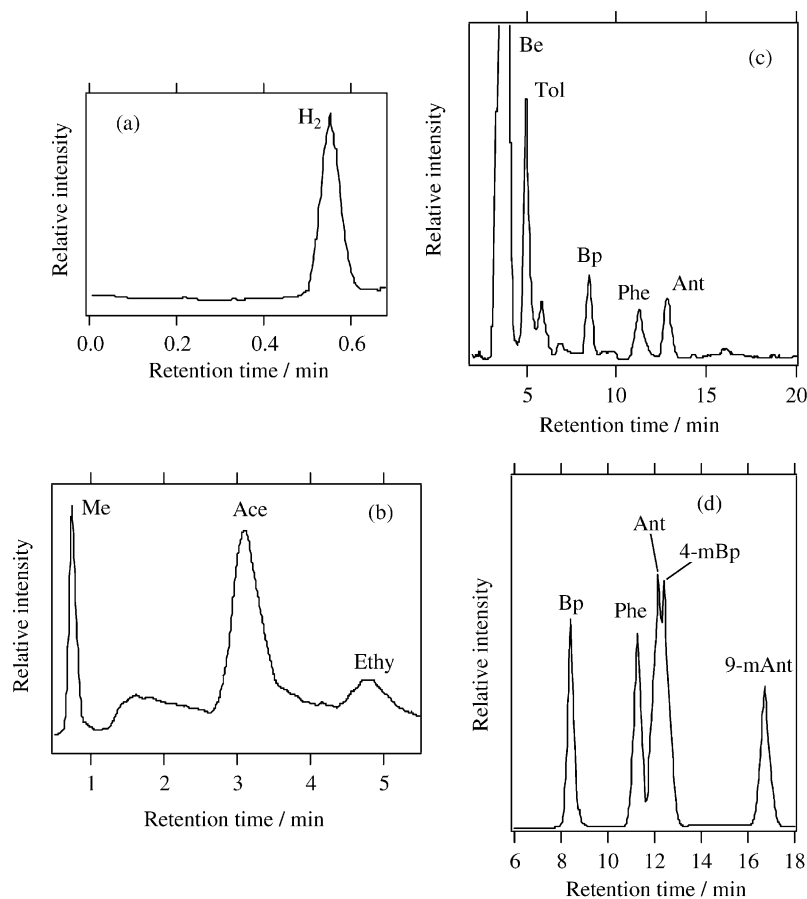 (a)
H2
Relative intensity
0.0 0.2 0.4 0.6
Retention time / min
(c)
Be
Tol
Bp
Phe
Ant
Relative intensity
5 10 15 20
Retention time / min
(b)
Me
Ace
Ethy
Relative intensity
1 2 3 4 5
Retention time / min
(d)
Ant
4-mBp
Bp
Phe
9-mAnt
Relative intensity
6 8 10 12 14 16 18
Retention time / min